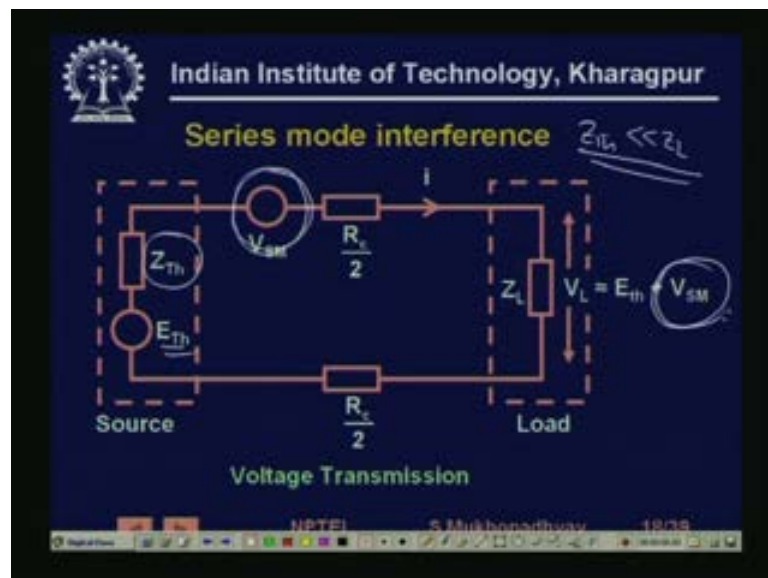 Indian Institute of Technology, Kharagpur
Series mode interference Z_Th << Z_L
i
V_SM
R_c/2
Z_Th
E_Th
Z_L V_L ≈ E_th + V_SM
R_c/2
Source
Load
Voltage Transmission
NPTEL S.Mukhopadhyay 18/39